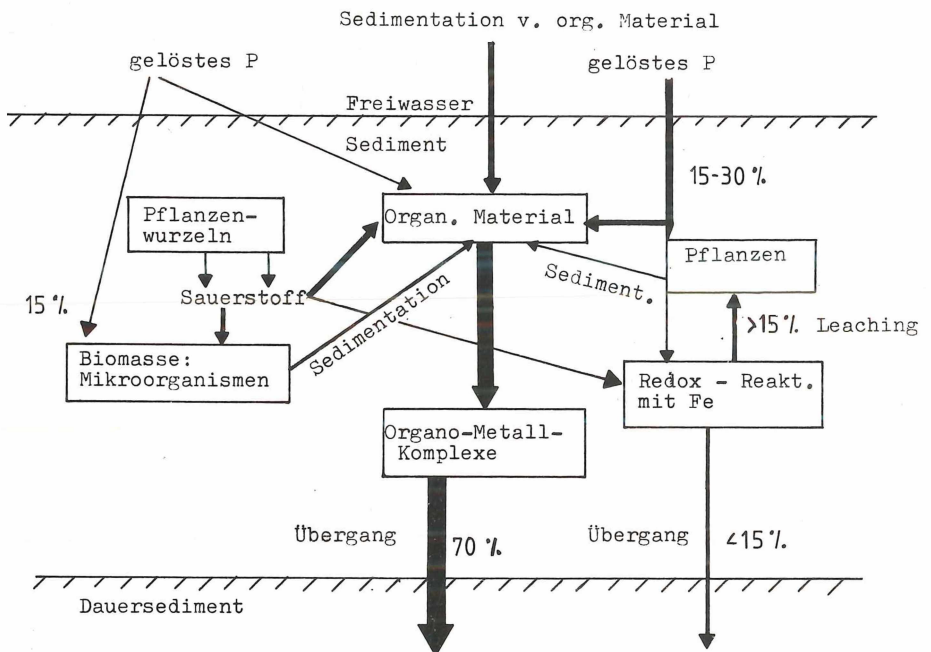 Sedimentation v. org. Material
gelöstes P
gelöstes P
Freiwasser
Sediment
15-30 %
Pflanzen-
wurzeln
Organ. Material
Pflanzen
Sauerstoff
Sediment.
15 %
Sedimentation
>15 % Leaching
Biomasse:
Mikroorganismen
Redox - Reakt.
mit Fe
Organo-Metall-
Komplexe
Übergang
70 %
Übergang
<15 %
Dauersediment